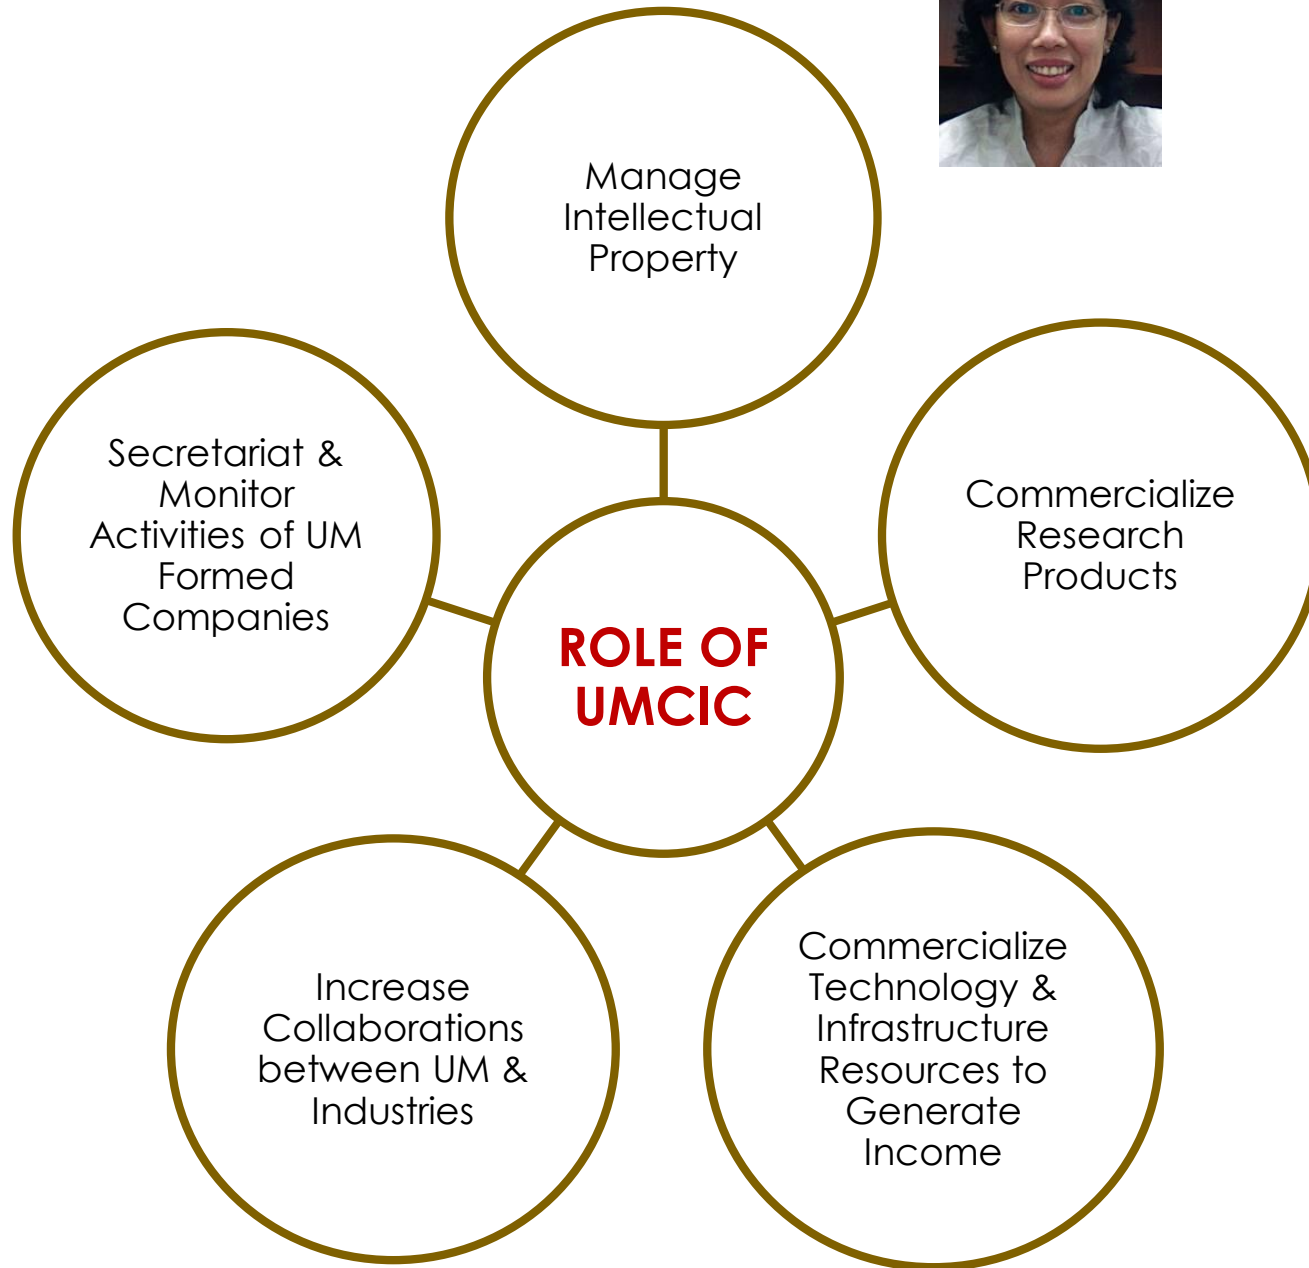 Manage
Intellectual
Property
Commercialize
Research
Products
Commercialize
Technology &
Infrastructure
Resources to
Generate
Income
Increase
Collaborations
between UM &
Industries
Secretariat &
Monitor
Activities of UM
Formed
Companies
ROLE OF
UMCIC